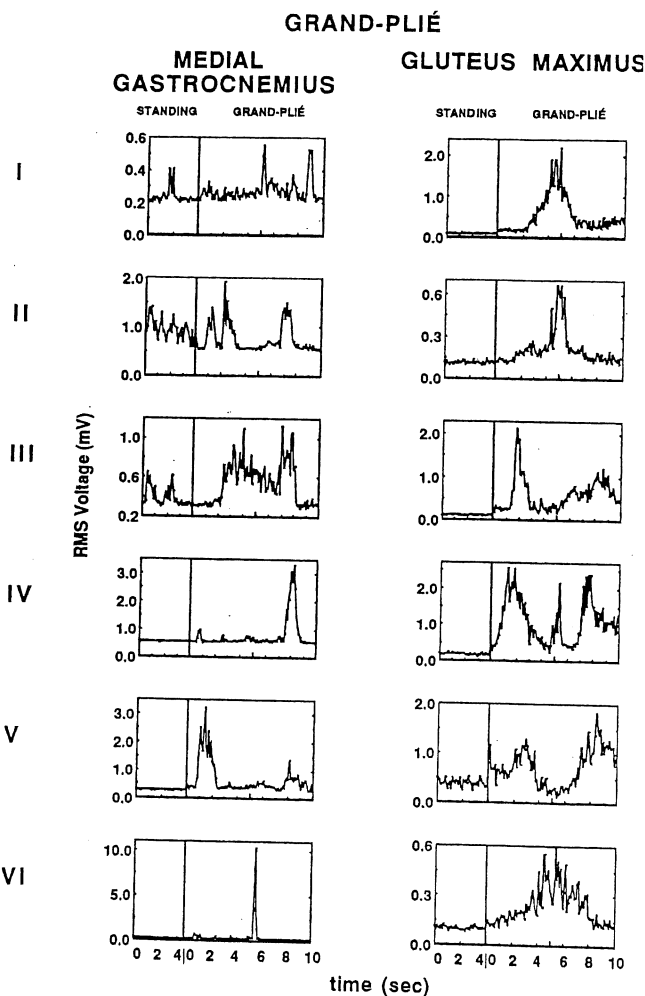 GRAND-PLIÉ
MEDIAL GASTROCNEMIUS
GLUTEUS MAXIMUS
STANDING GRAND-PLIÉ
STANDING GRAND-PLIÉ
I
0.6
0.4
0.2
0.0
2.0
1.0
0.0
II
2.0
1.0
0.0
0.6
0.3
0.0
III
1.0
0.6
0.2
2.0
1.0
0.0
RMS Voltage (mV)
IV
3.0
2.0
1.0
0.0
2.0
1.0
0.0
V
3.0
2.0
1.0
0.0
2.0
1.0
0.0
VI
10.0
5.0
0.0
0.6
0.3
0.0
0 2 4|0 2 4 6 8 10
0 2 4|0 2 4 6 8 10
time (sec)